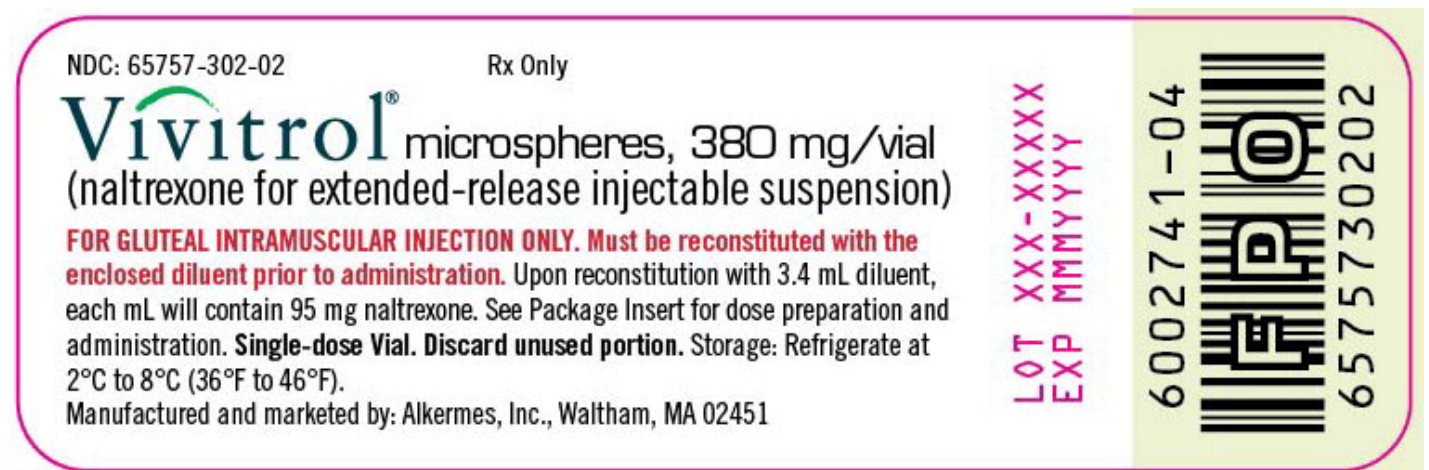 NDC: 65757-302-02 Rx Only
Vivitrol® microspheres, 380 mg/vial
(naltrexone for extended-release injectable suspension)
FOR GLUTEAL INTRAMUSCULAR INJECTION ONLY. Must be reconstituted with the
enclosed diluent prior to administration. Upon reconstitution with 3.4 mL diluent,
each mL will contain 95 mg naltrexone. See Package Insert for dose preparation and
administration. Single-dose Vial. Discard unused portion. Storage: Refrigerate at
2°C to 8°C (36°F to 46°F).
Manufactured and marketed by: Alkermes, Inc., Waltham, MA 02451
LOT XXX-XXXXX
EXP MMMYYYY
6002741-04
FPO
6575730202